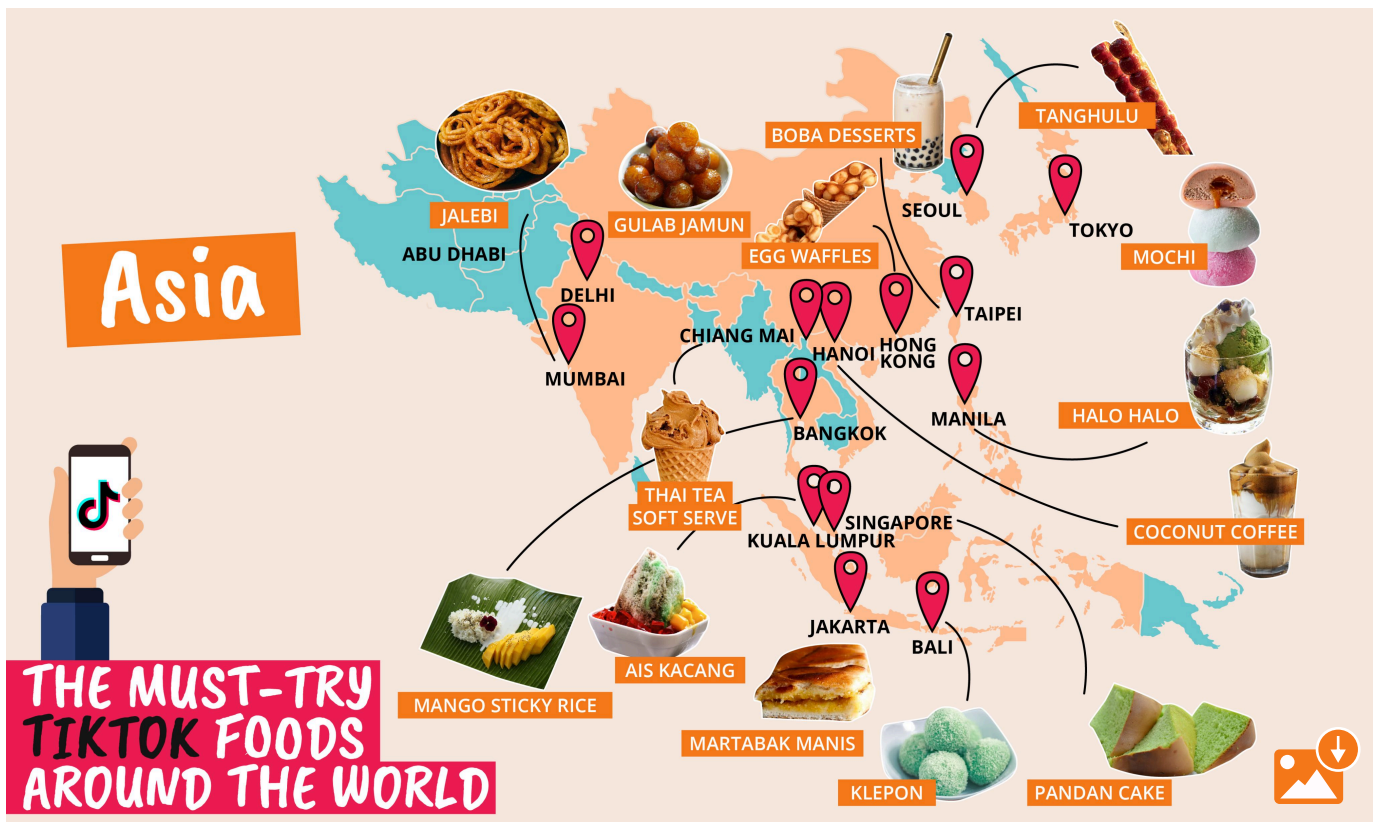 Asia
BOBA DESSERTS
TANGHULU
JALEBI
GULAB JAMUN
SEOUL
TOKYO
ABU DHABI
EGG WAFFLES
MOCHI
DELHI
TAIPEI
CHIANG MAI
HANOI
HONG
KONG
MUMBAI
MANILA
HALO HALO
BANGKOK
THAI TEA
SOFT SERVE
SINGAPORE
COCONUT COFFEE
KUALA LUMPUR
JAKARTA
BALI
AIS KACANG
MANGO STICKY RICE
MARTABAK MANIS
KLEPON
PANDAN CAKE
THE MUST-TRY
TIKTOK FOODS
AROUND THE WORLD